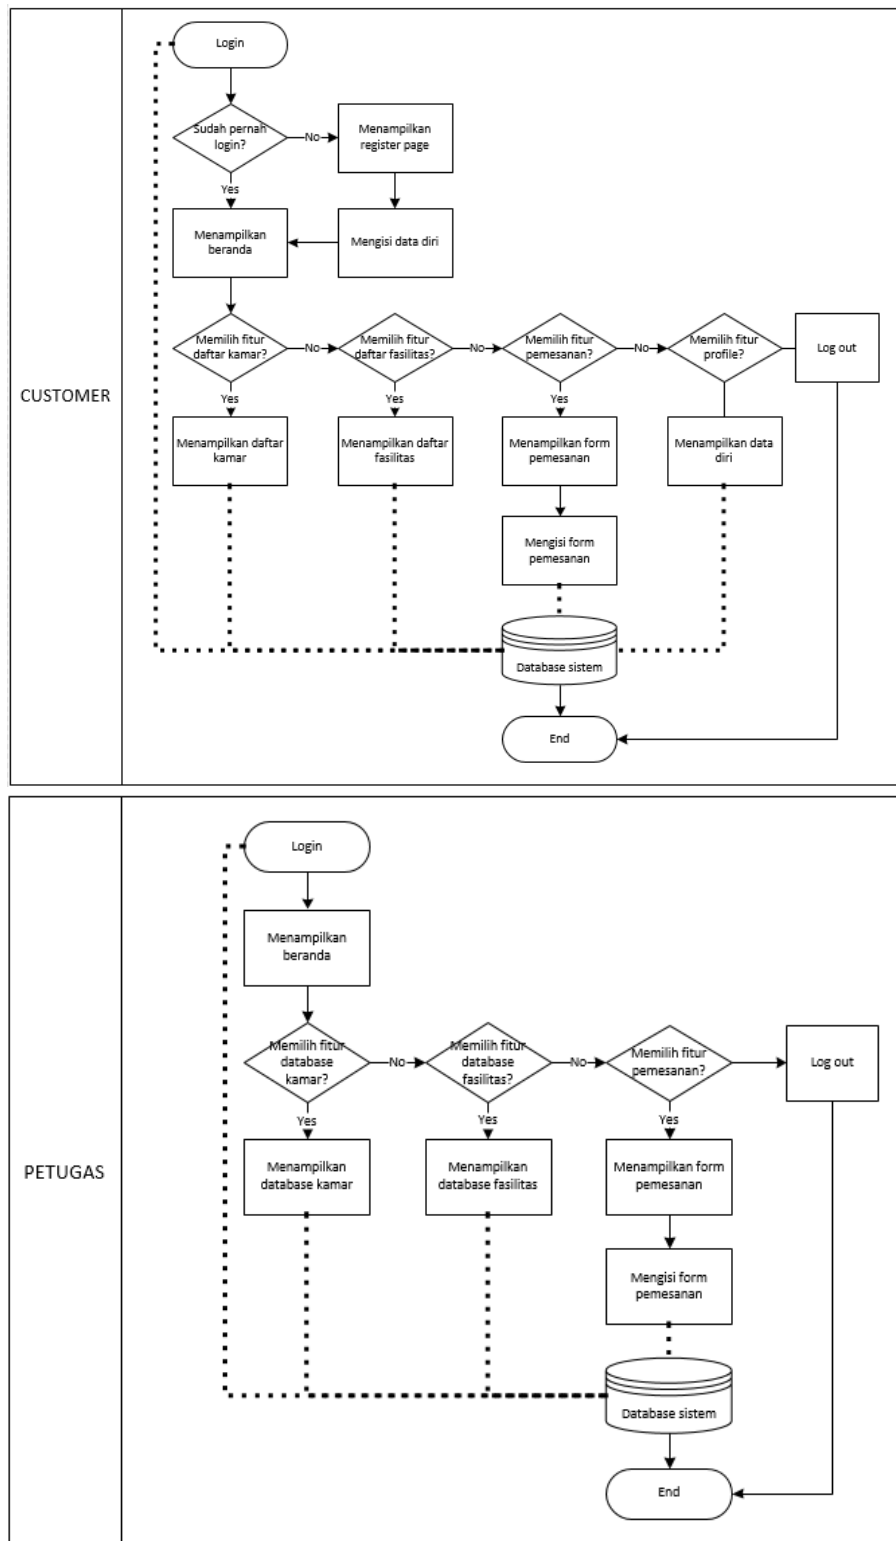 Login
Sudah pernah
login?
No
Menampilkan
register page
Yes
Menampilkan
beranda
Mengisi data diri
Memilih fitur
daftar kamar?
No
Memilih fitur
daftar fasilitas?
No
Memilih fitur
pemesanan?
No
Memilih fitur
profile?
Log out
CUSTOMER
Yes
Yes
Yes
Menampilkan daftar
kamar
Menampilkan daftar
fasilitas
Menampilkan form
pemesanan
Menampilkan data
diri
Mengisi form
pemesanan
Database sistem
End
Login
Menampilkan
beranda
Memilih fitur
database
kamar?
No
Memilih fitur
database
fasilitas?
No
Memilih fitur
pemesanan?
Log out
Yes
Yes
Yes
PETUGAS
Menampilkan
database kamar
Menampilkan
database fasilitas
Menampilkan form
pemesanan
Mengisi form
pemesanan
Database sistem
End